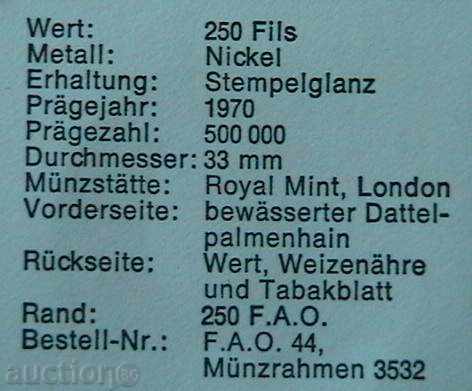 Wert: 250 Fils
Metall: Nickel
Erhaltung: Stempelglanz
Prägejahr: 1970
Prägezahl: 500 000
Durchmesser: 33 mm
Münzstätte: Royal Mint, London
Vorderseite: bewässerter Dattel-
palmenhain
Rückseite: Wert, Weizenähre
und Tabakblatt
Rand: 250 F.A.O.
Bestell-Nr.: F.A.O. 44,
Münzrahmen 3532
auction